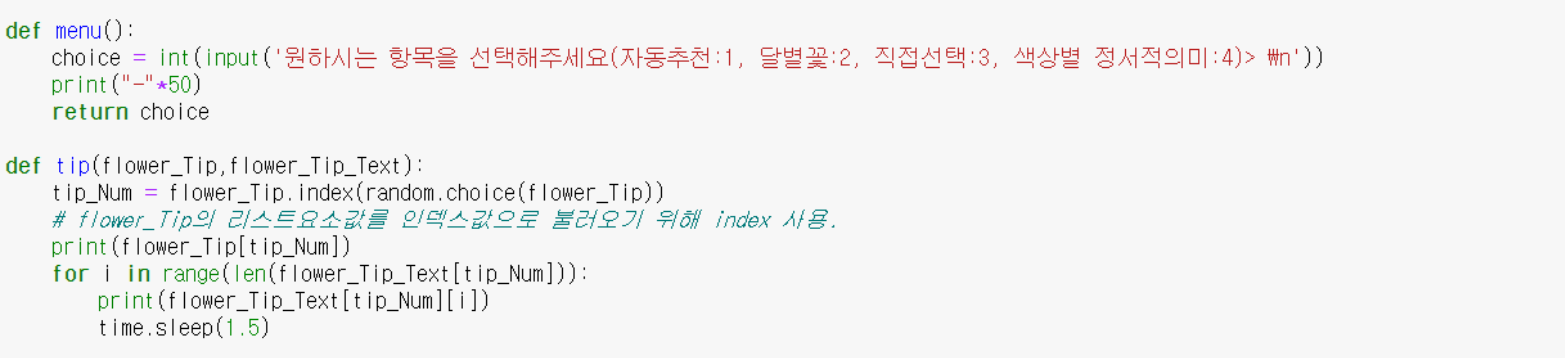 def menu():
    choice = int(input('원하시는 항목을 선택해주세요(자동추천:1, 달별꽃:2, 직접선택:3, 색상별 정서적의미:4)> ₩n'))
    print("-"*50)
    return choice

def tip(flower_Tip,flower_Tip_Text):
    tip_Num = flower_Tip.index(random.choice(flower_Tip))
    # flower_Tip의 리스트요소값를 인덱스값으로 불러오기 위해 index 사용.
    print(flower_Tip[tip_Num])
    for i in range(len(flower_Tip_Text[tip_Num])):
        print(flower_Tip_Text[tip_Num][i])
        time.sleep(1.5)